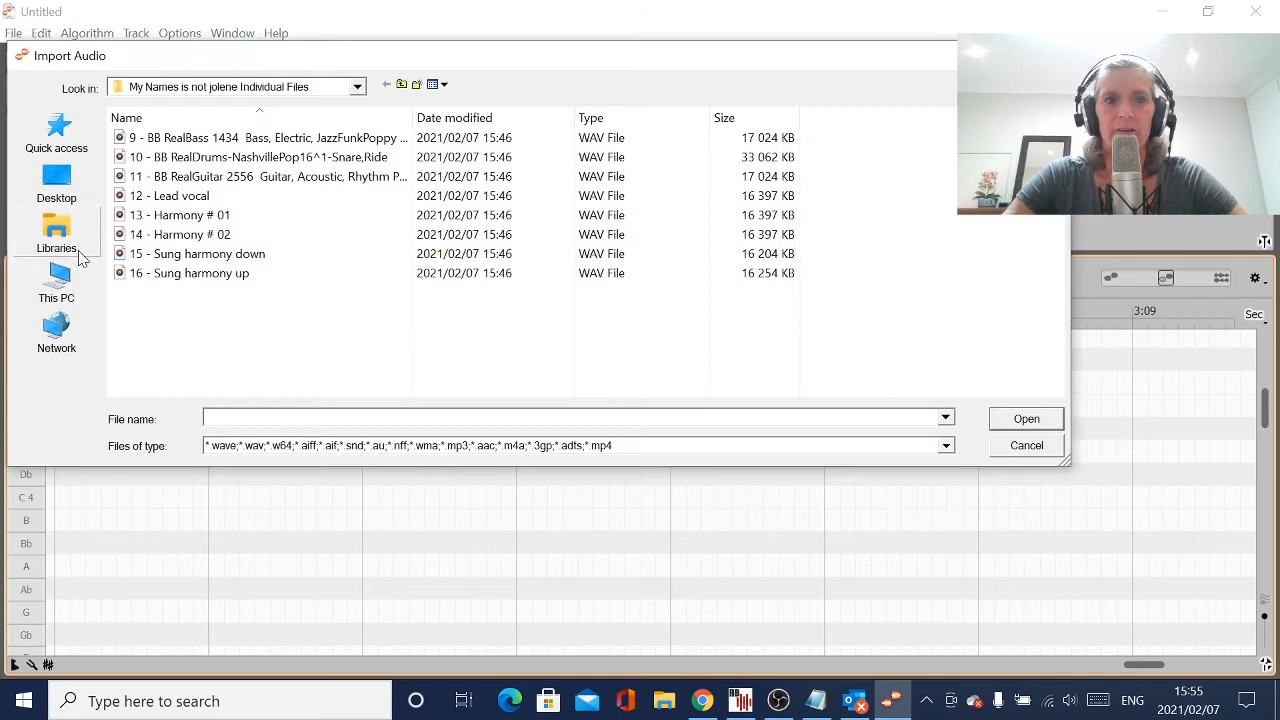 Untitled
File Edit Algorithm Track Options Window Help
Import Audio
Look in: My Names is not jolene Individual Files
Name Date modified Type Size
9 - BB RealBass 1434 Bass, Electric, JazzFunkPoppy ... 2021/02/07 15:46 WAV File 17 024 KB
10 - BB RealDrums-NashvillePop16^1-Snare,Ride 2021/02/07 15:46 WAV File 33 062 KB
11 - BB RealGuitar 2556 Guitar, Acoustic, Rhythm P... 2021/02/07 15:46 WAV File 17 024 KB
12 - Lead vocal 2021/02/07 15:46 WAV File 16 397 KB
13 - Harmony # 01 2021/02/07 15:46 WAV File 16 397 KB
14 - Harmony # 02 2021/02/07 15:46 WAV File 16 397 KB
15 - Sung harmony down 2021/02/07 15:46 WAV File 16 204 KB
16 - Sung harmony up 2021/02/07 15:46 WAV File 16 254 KB
Quick access
Desktop
Libraries
This PC
Network
3:09 Sec
File name: Open
Files of type: *.wave;*.wav;*.w64;*.aiff;*.aif;*.snd;*.au;*.nff;*.wma;*.mp3;*.aac;*.m4a;*.3gp;*.adts;*.mp4 Cancel
Db
C 4
B
Bb
A
Ab
G
Gb
Type here to search
RB
ENG
15:55
2021/02/07